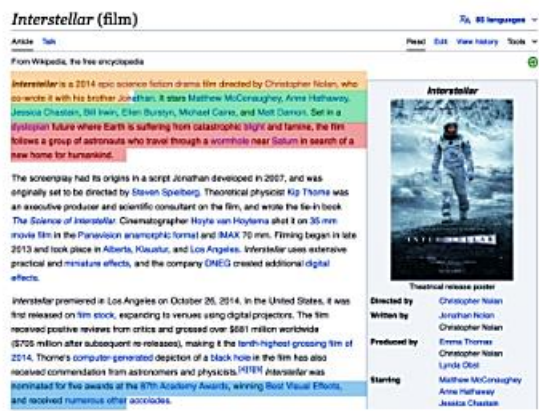 Interstellar (film)
85 languages
Article Talk
Read Edit View history Tools
From Wikipedia, the free encyclopedia
Interstellar is a 2014 epic science fiction drama film directed by Christopher Nolan, who
co-wrote it with his brother Jonathan. It stars Matthew McConaughey, Anne Hathaway,
Jessica Chastain, Bill Irwin, Ellen Burstyn, Michael Caine, and Matt Damon. Set in a
dystopian future where Earth is suffering from catastrophic blight and famine, the film
follows a group of astronauts who travel through a wormhole near Saturn in search of a
new home for humankind.
The screenplay had its origins in a script Jonathan developed in 2007, and was
originally set to be directed by Steven Spielberg. Theoretical physicist Kip Thorne was
an executive producer and scientific consultant on the film, and wrote the tie-in book
The Science of Interstellar. Cinematographer Hoyte van Hoytema shot it on 35 mm
movie film in the Panavision anamorphic format and IMAX 70 mm. Filming began in late
2013 and took place in Alberta, Klaustur, and Los Angeles. Interstellar uses extensive
practical and miniature effects, and the company DNEG created additional digital
effects.
Interstellar premiered in Los Angeles on October 26, 2014. In the United States, it was
first released on film stock, expanding to venues using digital projectors. The film
received positive reviews from critics and grossed over $681 million worldwide
($705 million after subsequent re-releases), making it the tenth-highest-grossing film of
2014. Thorne's computer-generated depiction of a black hole in the film has also
received commendation from astronomers and physicists.[4][5][6] Interstellar was
nominated for five awards at the 87th Academy Awards, winning Best Visual Effects,
and received numerous other accolades.
Interstellar
INTERSTELLAR
Theatrical release poster
Directed by Christopher Nolan
Written by Jonathan Nolan
Christopher Nolan
Produced by Emma Thomas
Christopher Nolan
Lynda Obst
Starring Matthew McConaughey
Anne Hathaway
Jessica Chastain